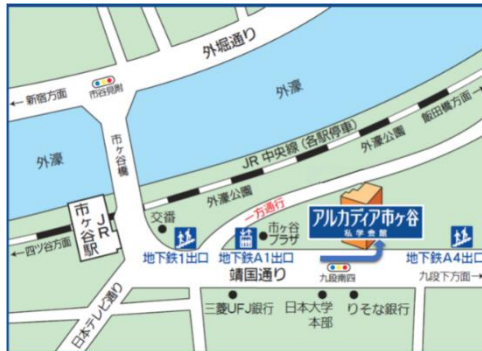 外堀通り
←新宿方面
市谷見附
外濠
飯田橋方面→
市ヶ谷橋
JR 中央線(各駅停車)
外濠公園
外濠
外濠公園
一方通行
JR
市ヶ谷駅
交番
市ヶ谷
プラザ
アルカディア市ヶ谷
私学会館
←四ツ谷方面
地下鉄1出口
地下鉄A1出口
地下鉄A4出口
靖国通り
九段南四
九段下方面→
日本テレビ通り
三菱UFJ銀行
日本大学
本部
りそな銀行